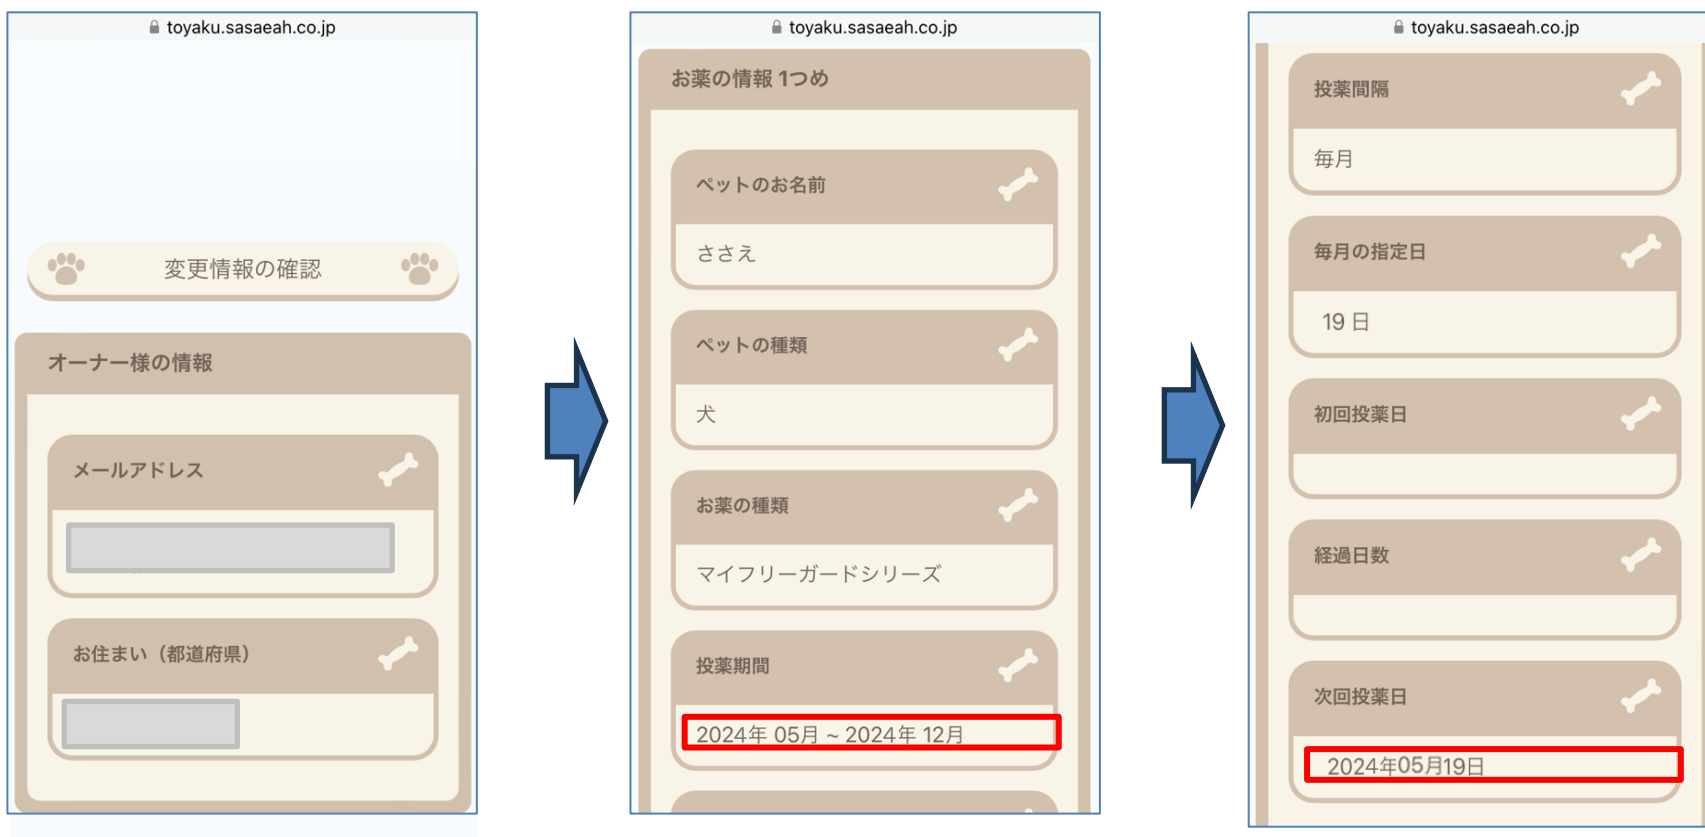 toyaku.sasaeah.co.jp
変更情報の確認
オーナー様の情報
メールアドレス
お住まい（都道府県）
toyaku.sasaeah.co.jp
お薬の情報 1つめ
ペットのお名前
ささえ
ペットの種類
犬
お薬の種類
マイフリーガードシリーズ
投薬期間
2024年 05月 ~ 2024年 12月
toyaku.sasaeah.co.jp
投薬間隔
毎月
毎月の指定日
19 日
初回投薬日
経過日数
次回投薬日
2024年05月19日